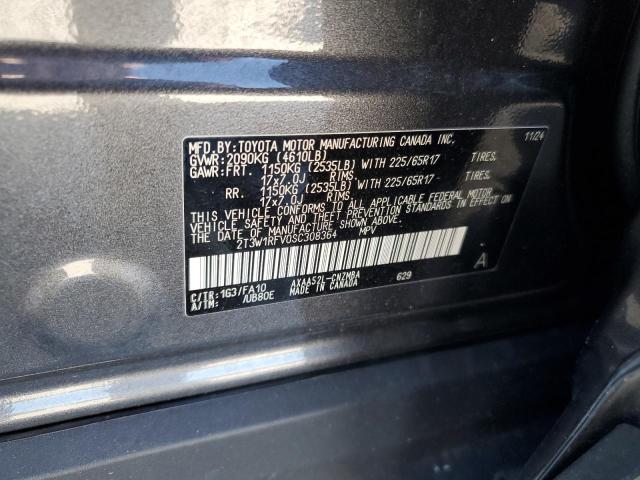 MFD.BY:TOYOTA MOTOR MANUFACTURING CANADA INC. 11/24
GVWR:2090KG (4610LB)
GAWR:FRT. 1150KG (2535LB) WITH 225/65R17 TIRES.
17x7.0J RIMS.
RR. 1150KG (2535LB) WITH 225/65R17 TIRES.
17x7.0J RIMS.
THIS VEHICLE CONFORMS TO ALL APPLICABLE FEDERAL MOTOR
VEHICLE SAFETY AND THEFT PREVENTION STANDARDS IN EFFECT ON
THE DATE OF MANUFACTURE SHOWN ABOVE.
2T3W1RFV0SC308364 MPV
A
C/TR:1G3/FA10 AXAA52L-CNZMBA 629
A/TM: /UB80E MADE IN CANADA